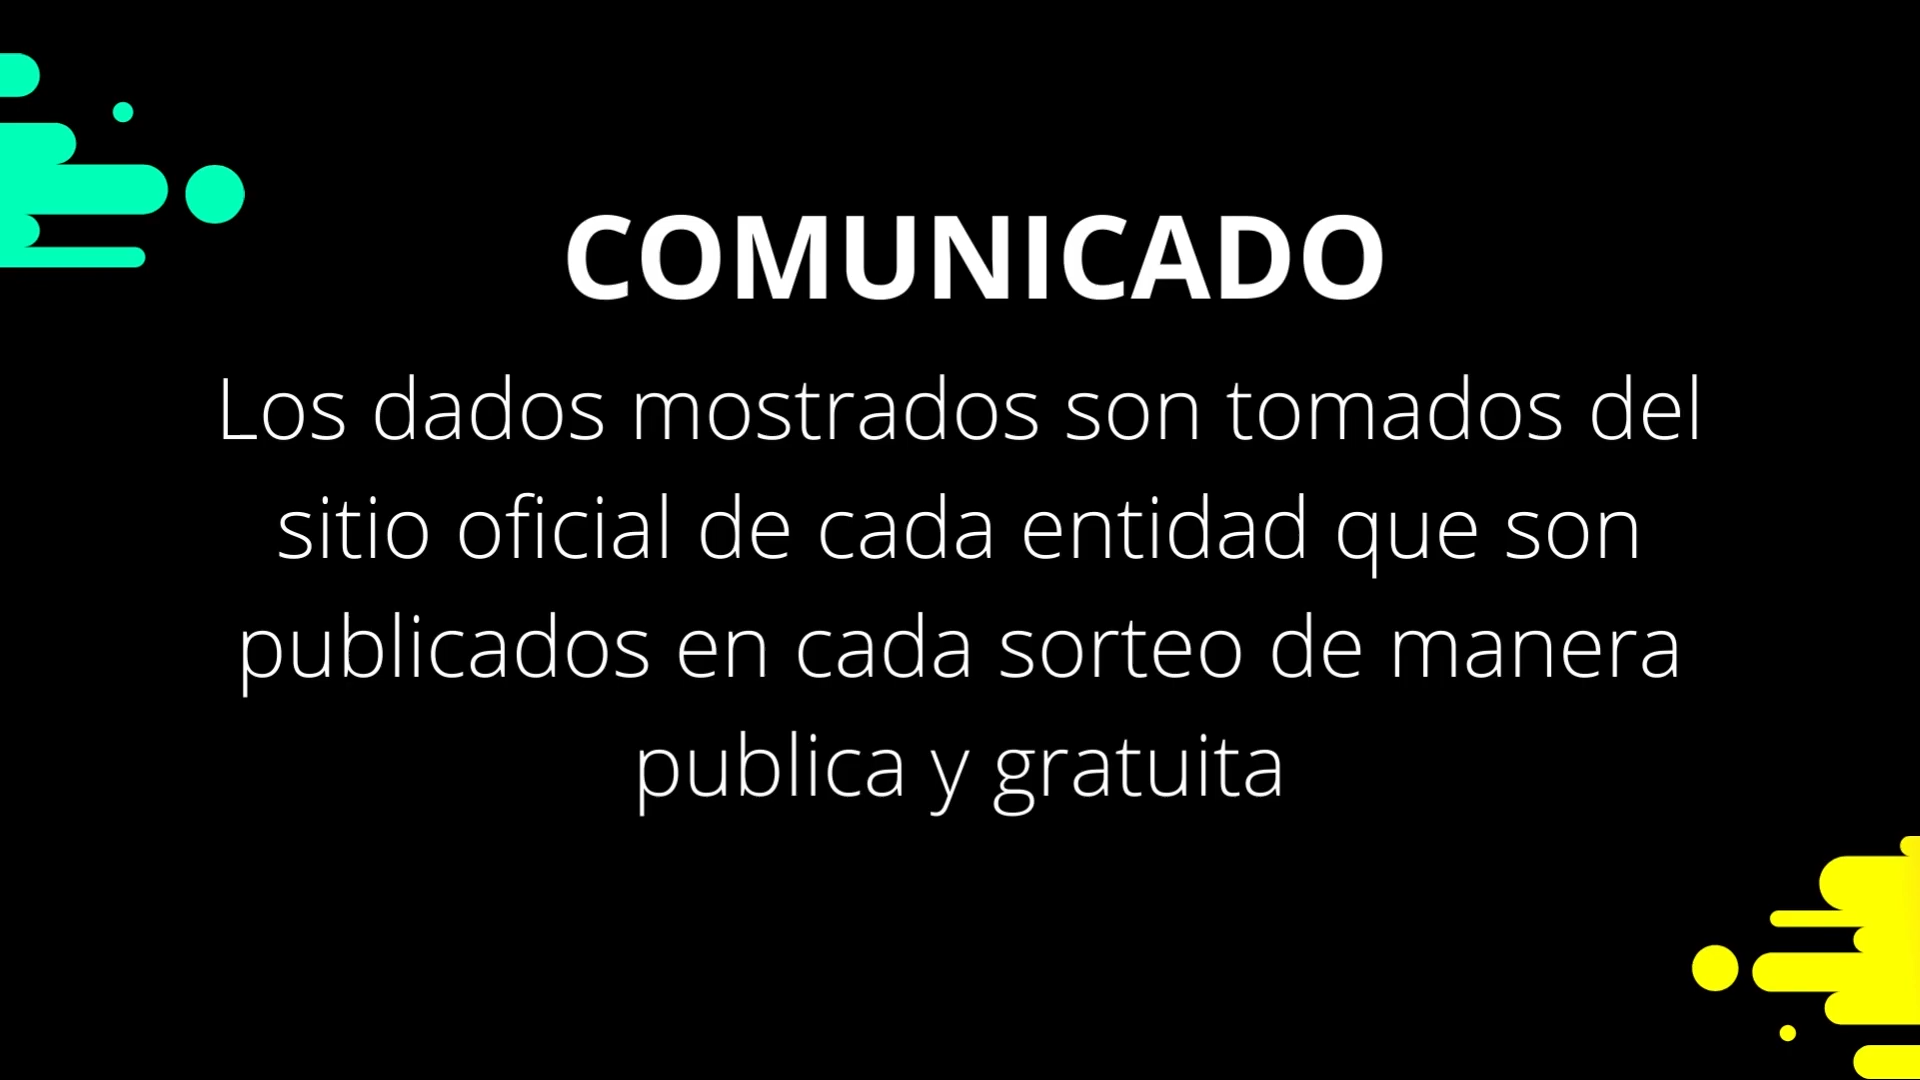 COMUNICADO
Los dados mostrados son tomados del
sitio oficial de cada entidad que son
publicados en cada sorteo de manera
publica y gratuita